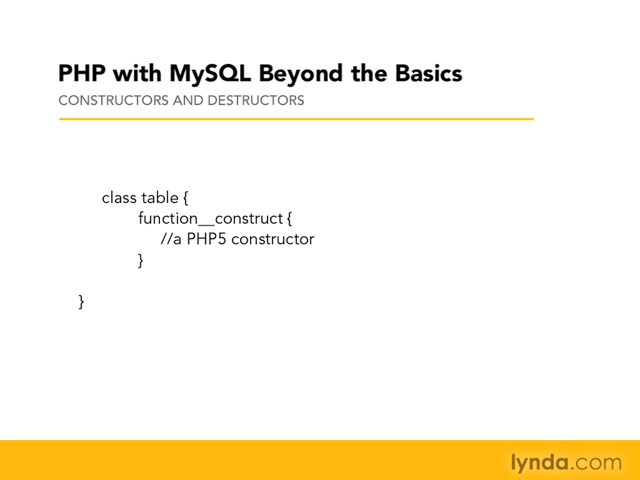 PHP with MySQL Beyond the Basics
CONSTRUCTORS AND DESTRUCTORS
class table {
function__construct {
//a PHP5 constructor
}
}
lynda.com